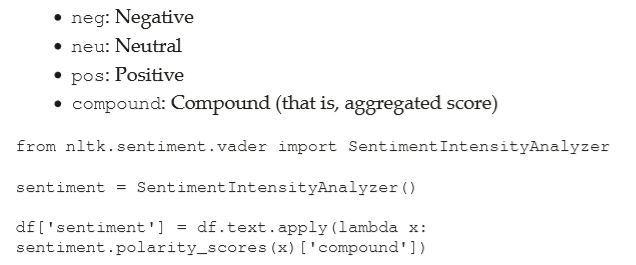 • neg: Negative
• neu: Neutral
• pos: Positive
• compound: Compound (that is, aggregated score)
from nltk.sentiment.vader import SentimentIntensityAnalyzer
sentiment = SentimentIntensityAnalyzer()
df['sentiment'] = df.text.apply(lambda x:
sentiment.polarity_scores(x)['compound'])